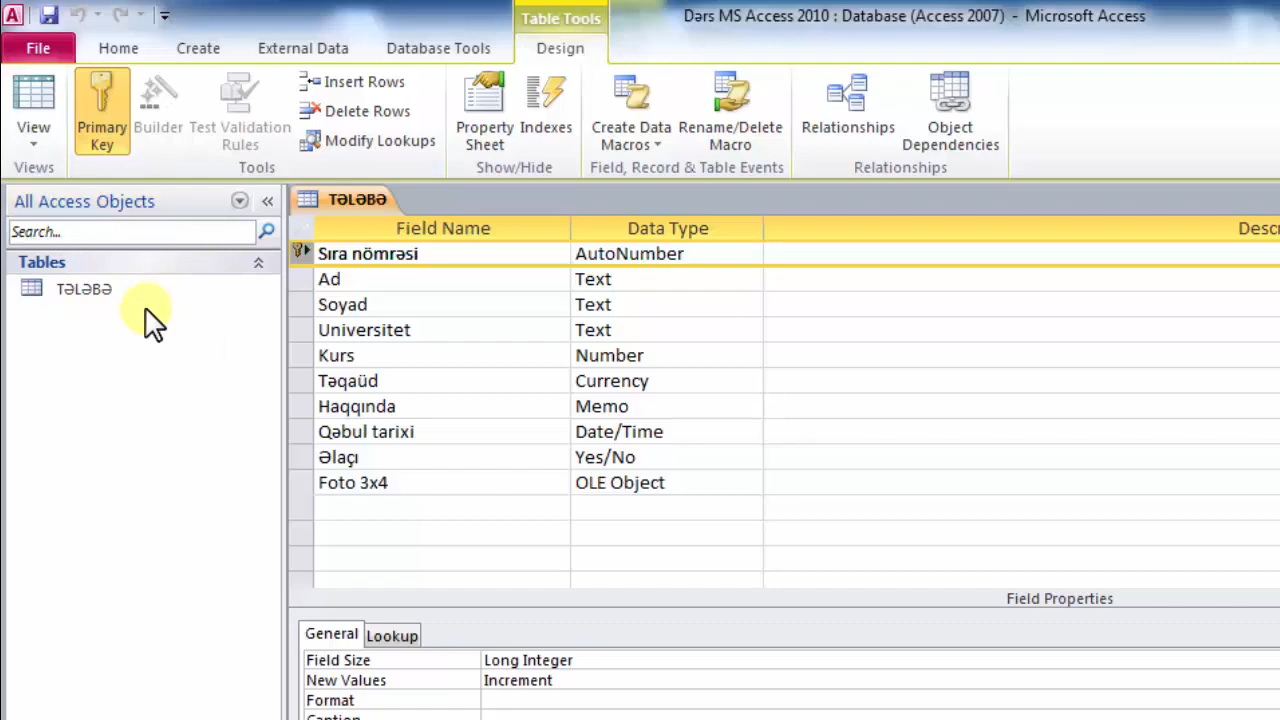 Table Tools
Dərs MS Access 2010 : Database (Access 2007) - Microsoft Access
File Home Create External Data Database Tools Design
View
Primary Key
Builder
Test Validation Rules
Insert Rows
Delete Rows
Modify Lookups
Property Sheet
Indexes
Create Data Macros
Rename/Delete Macro
Relationships
Object Dependencies
Views Tools Show/Hide Field, Record & Table Events Relationships
All Access Objects
Search...
Tables
TƏLƏBƏ
TƏLƏBƏ
Field Name Data Type Descr
Sıra nömrəsi AutoNumber
Ad Text
Soyad Text
Universitet Text
Kurs Number
Təqaüd Currency
Haqqında Memo
Qəbul tarixi Date/Time
Əlaçı Yes/No
Foto 3x4 OLE Object
Field Properties
General Lookup
Field Size Long Integer
New Values Increment
Format
Caption